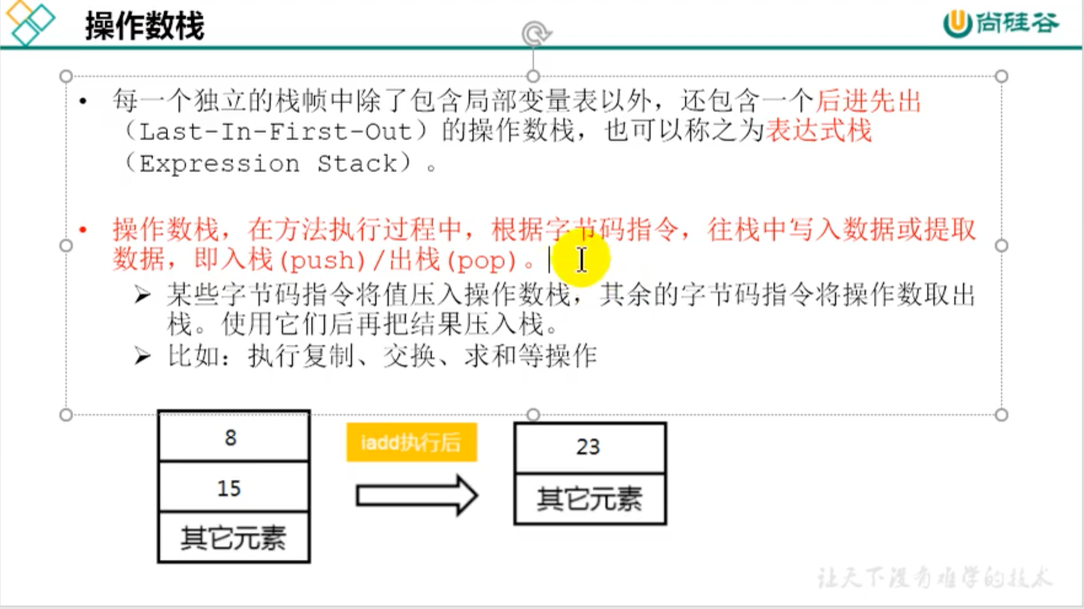 操作数栈
尚硅谷
• 每一个独立的栈帧中除了包含局部变量表以外，还包含一个后进先出
（Last-In-First-Out）的操作数栈，也可以称之为表达式栈
（Expression Stack）。
• 操作数栈，在方法执行过程中，根据字节码指令，往栈中写入数据或提取
数据，即入栈(push)/出栈(pop)。
➢ 某些字节码指令将值压入操作数栈，其余的字节码指令将操作数取出
栈。使用它们后再把结果压入栈。
➢ 比如：执行复制、交换、求和等操作
8
15
其它元素
iadd执行后
23
其它元素
让天下没有难学的技术